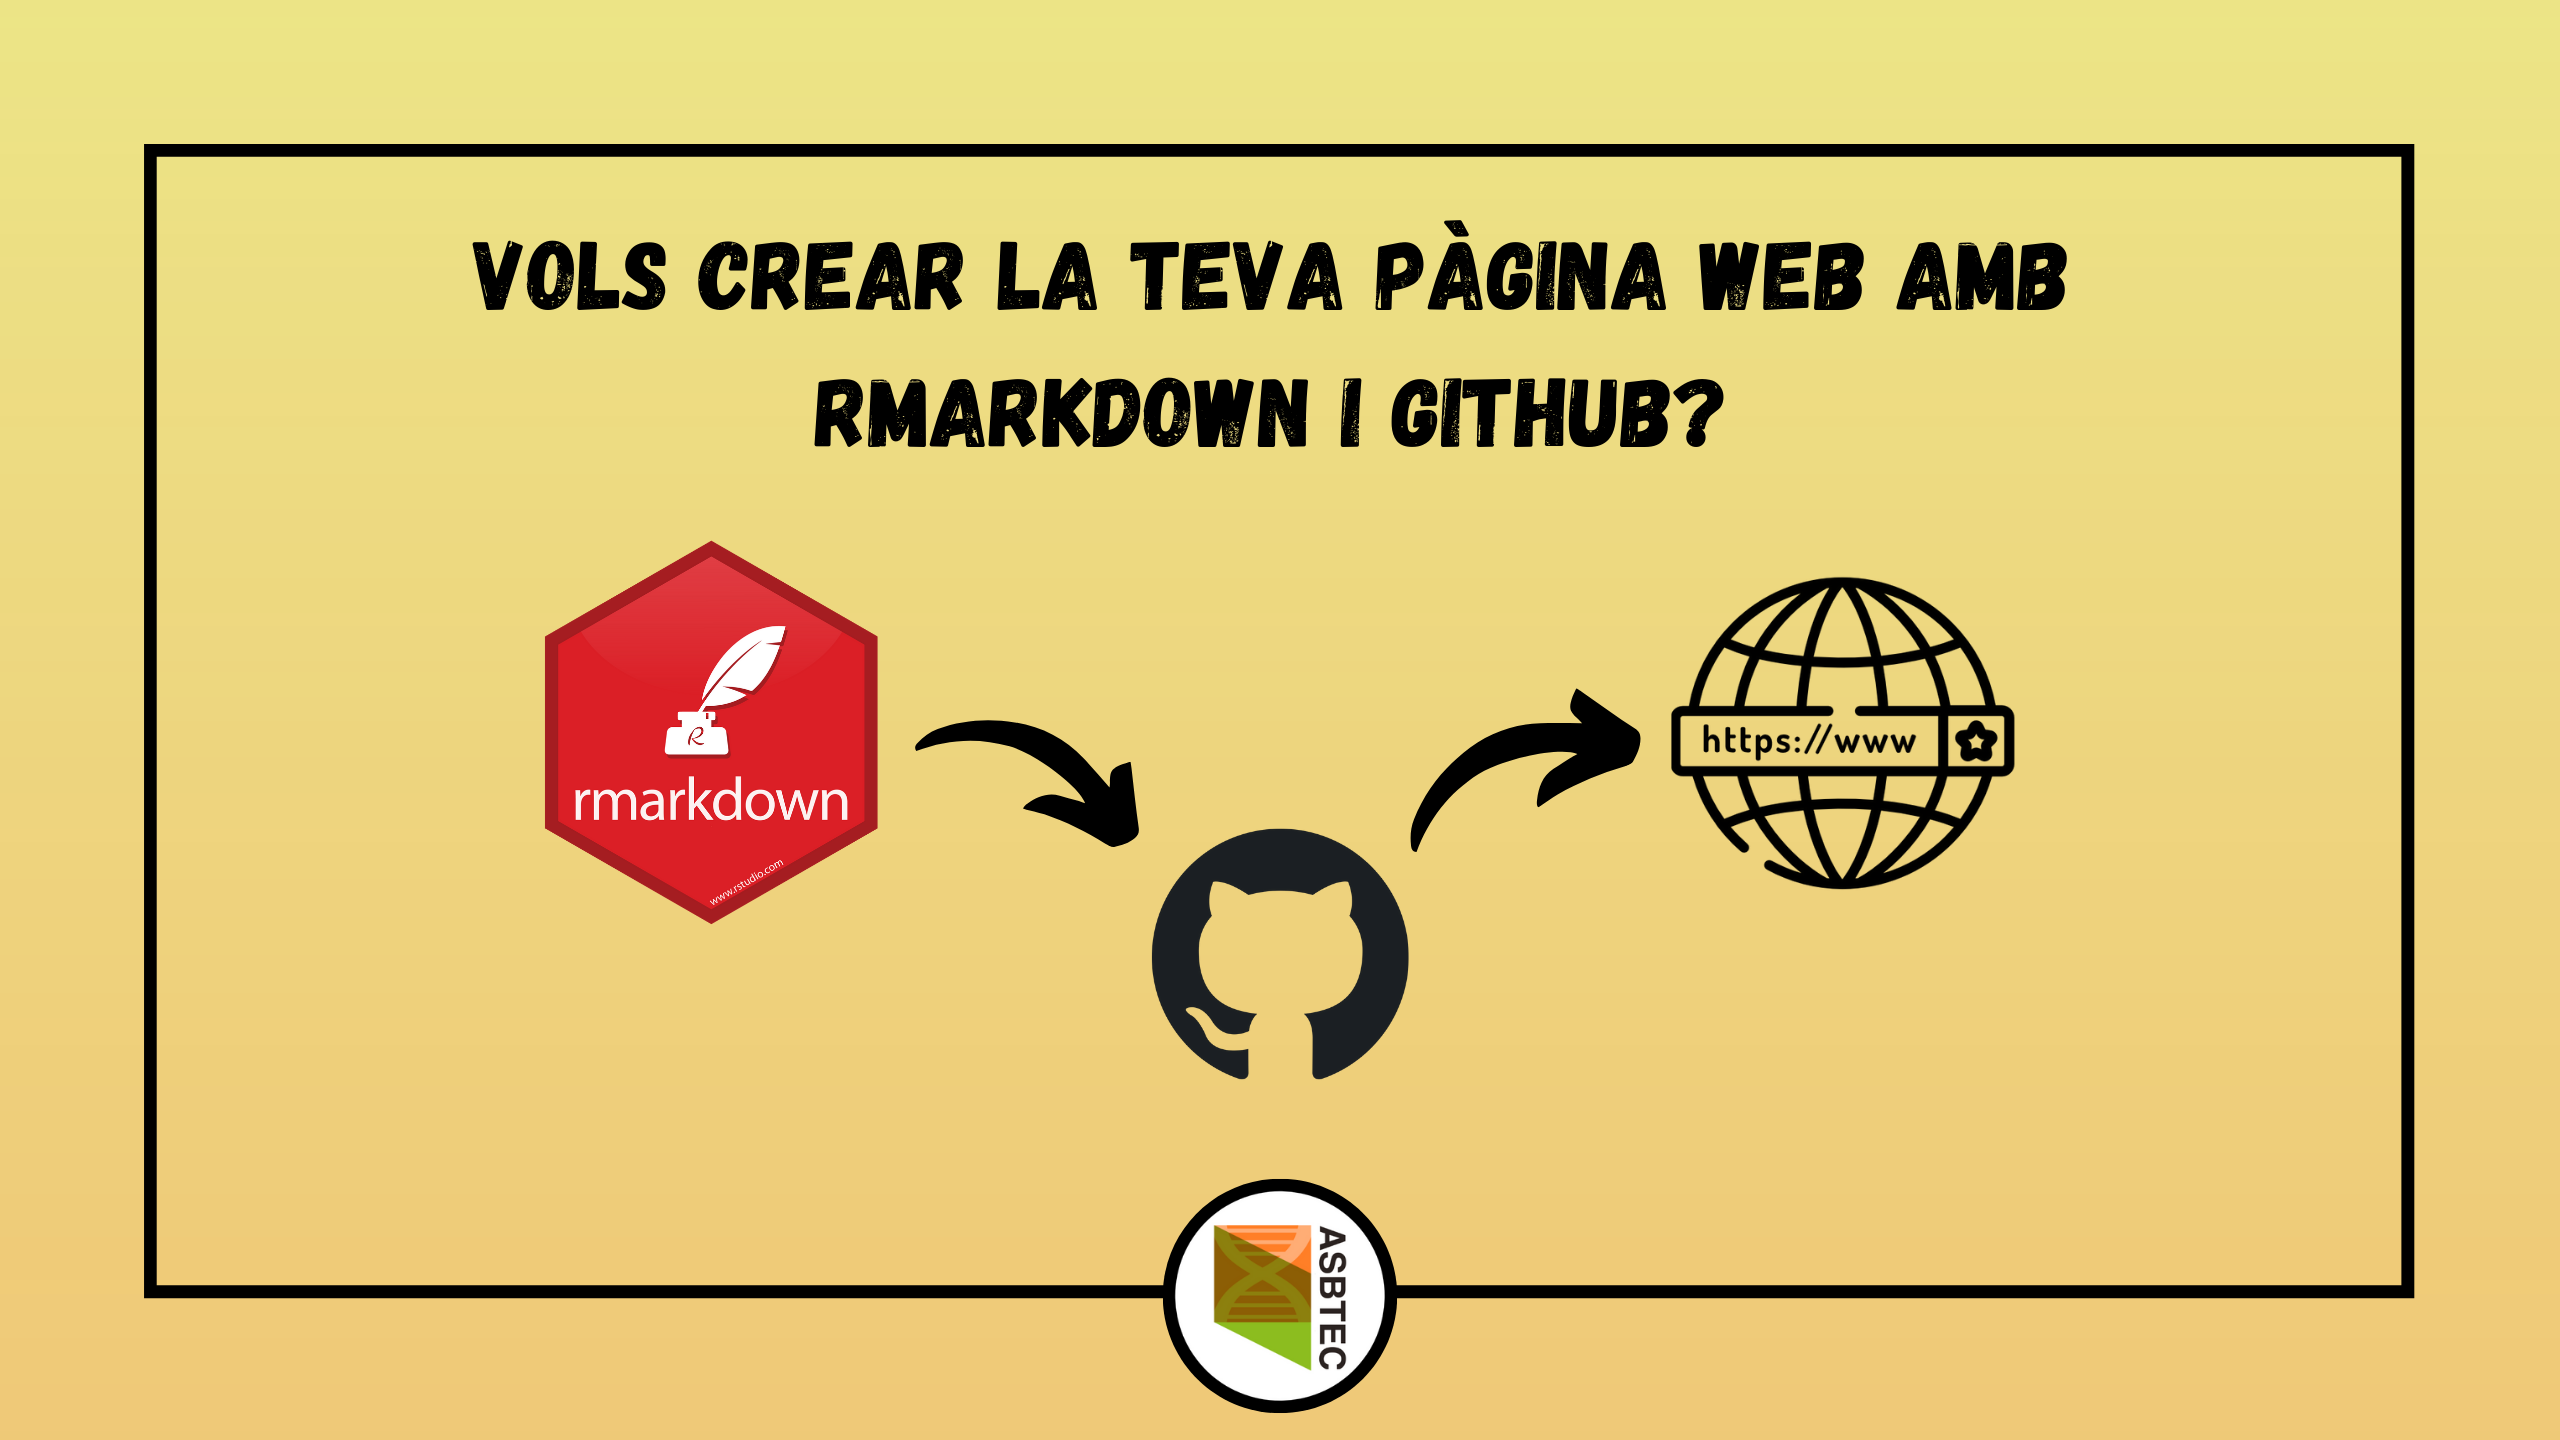 VOLS CREAR LA TEVA PÀGINA WEB AMB
RMARKDOWN I GITHUB?
R
rmarkdown
www.rstudio.com
https://www
ASBTEC